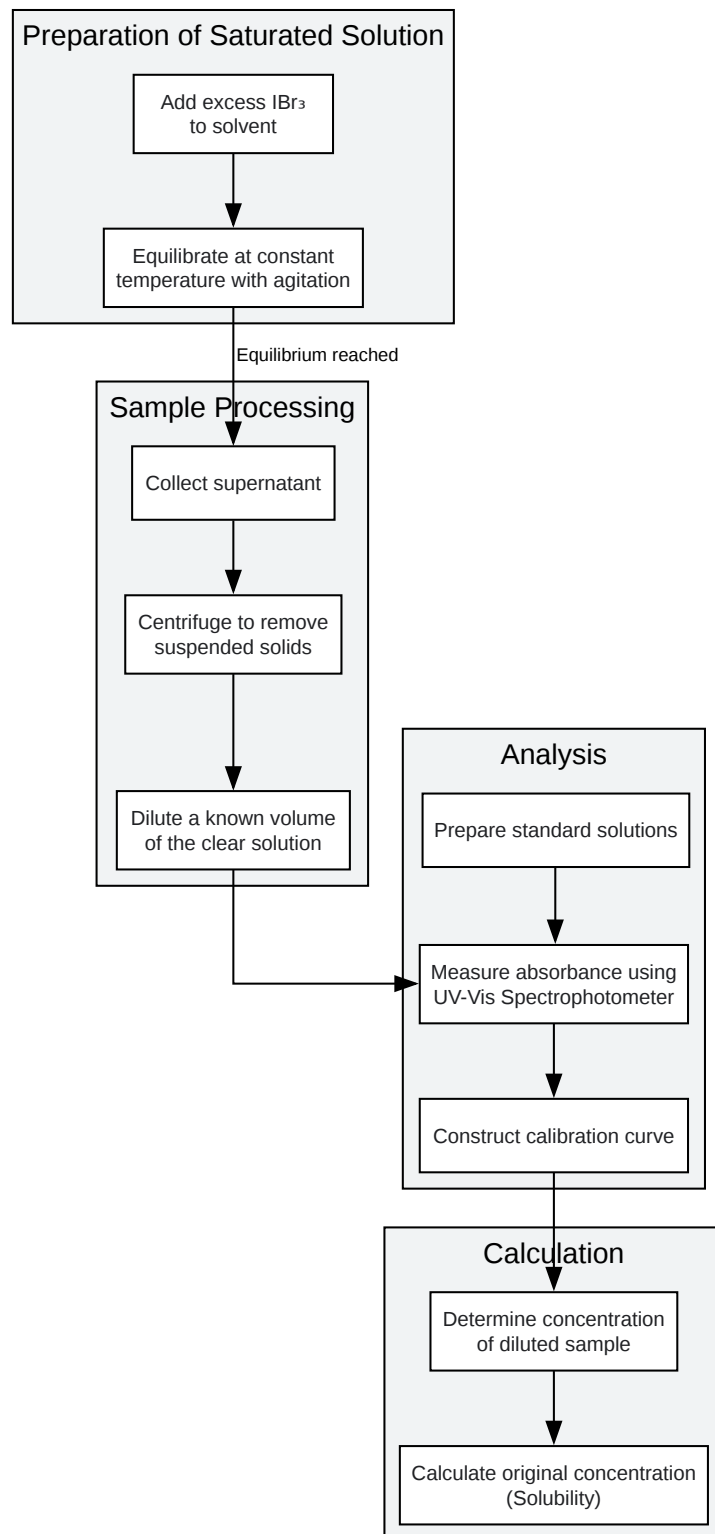 Preparation of Saturated Solution
Add excess IBr₃
to solvent
Equilibrate at constant
temperature with agitation
Equilibrium reached
Sample Processing
Collect supernatant
Centrifuge to remove
suspended solids
Dilute a known volume
of the clear solution
Analysis
Prepare standard solutions
Measure absorbance using
UV-Vis Spectrophotometer
Construct calibration curve
Calculation
Determine concentration
of diluted sample
Calculate original concentration
(Solubility)